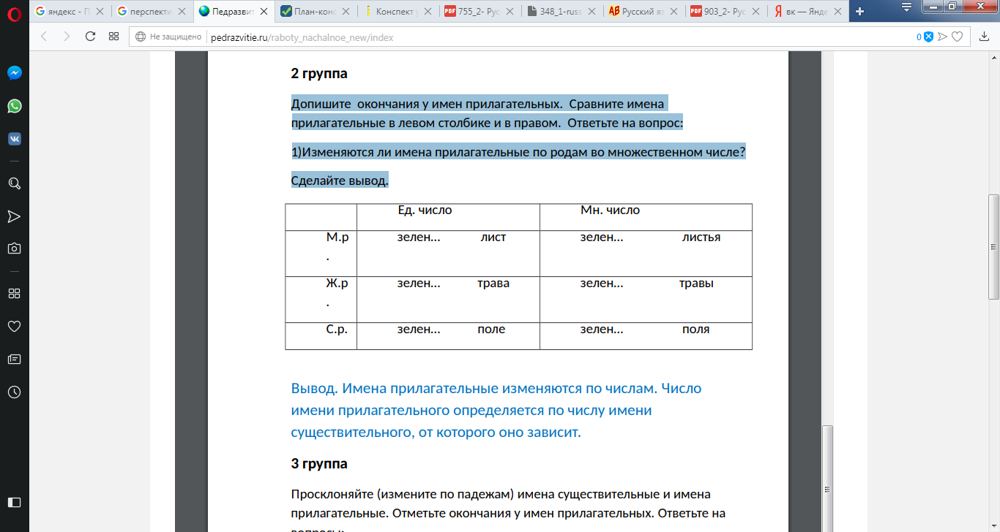 яндекс - П
перспекти
Педразвит
План-конс
Конспект у
PDF 755_2- Рус
348_1-russ
АВ Русский яз
PDF 903_2- Рус
Я вк — Янде
Не защищено pedrazvitie.ru/raboty_nachalnoe_new/index 0
2 группа
Допишите окончания у имен прилагательных. Сравните имена
прилагательные в левом столбике и в правом. Ответьте на вопрос:
1)Изменяются ли имена прилагательные по родам во множественном числе?
Сделайте вывод.
Ед. число Мн. число
М.р зелен... лист зелен... листья
.
Ж.р зелен... трава зелен... травы
.
С.р. зелен... поле зелен... поля
Вывод. Имена прилагательные изменяются по числам. Число
имени прилагательного определяется по числу имени
существительного, от которого оно зависит.
3 группа
Просклоняйте (измените по падежам) имена существительные и имена
прилагательные. Отметьте окончания у имен прилагательных. Ответьте на
вопросы: